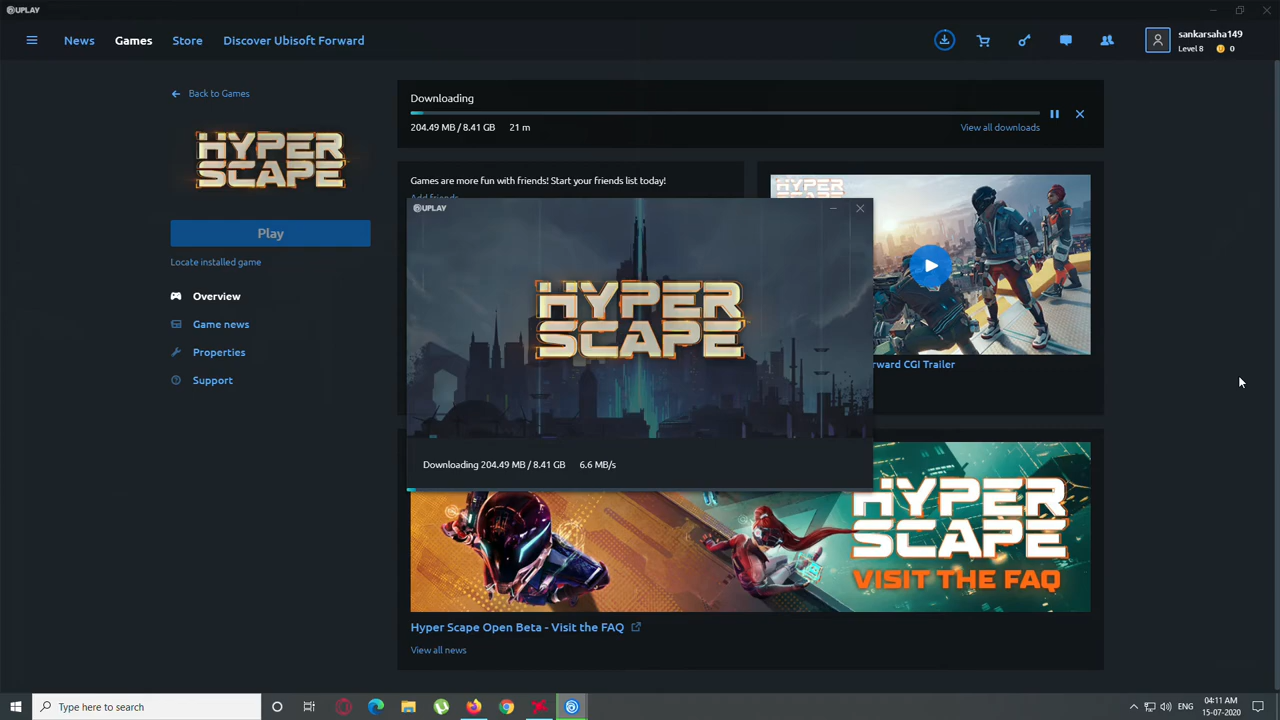 UPLAY
News Games Store Discover Ubisoft Forward
sankarsaha149
Level 8 0
Back to Games
HYPER
SCAPE
Play
Locate installed game
Overview
Game news
Properties
Support
Downloading
204.49 MB / 8.41 GB 21 m
View all downloads
Games are more fun with friends! Start your friends list today!
Add friends
HYPER
UPLAY
HYPER
SCAPE
Downloading 204.49 MB / 8.41 GB 6.6 MB/s
CGI Trailer
HYPER
SCAPE
VISIT THE FAQ
Hyper Scape Open Beta - Visit the FAQ
View all news
Type here to search
ENG
04:11 AM
15-07-2020